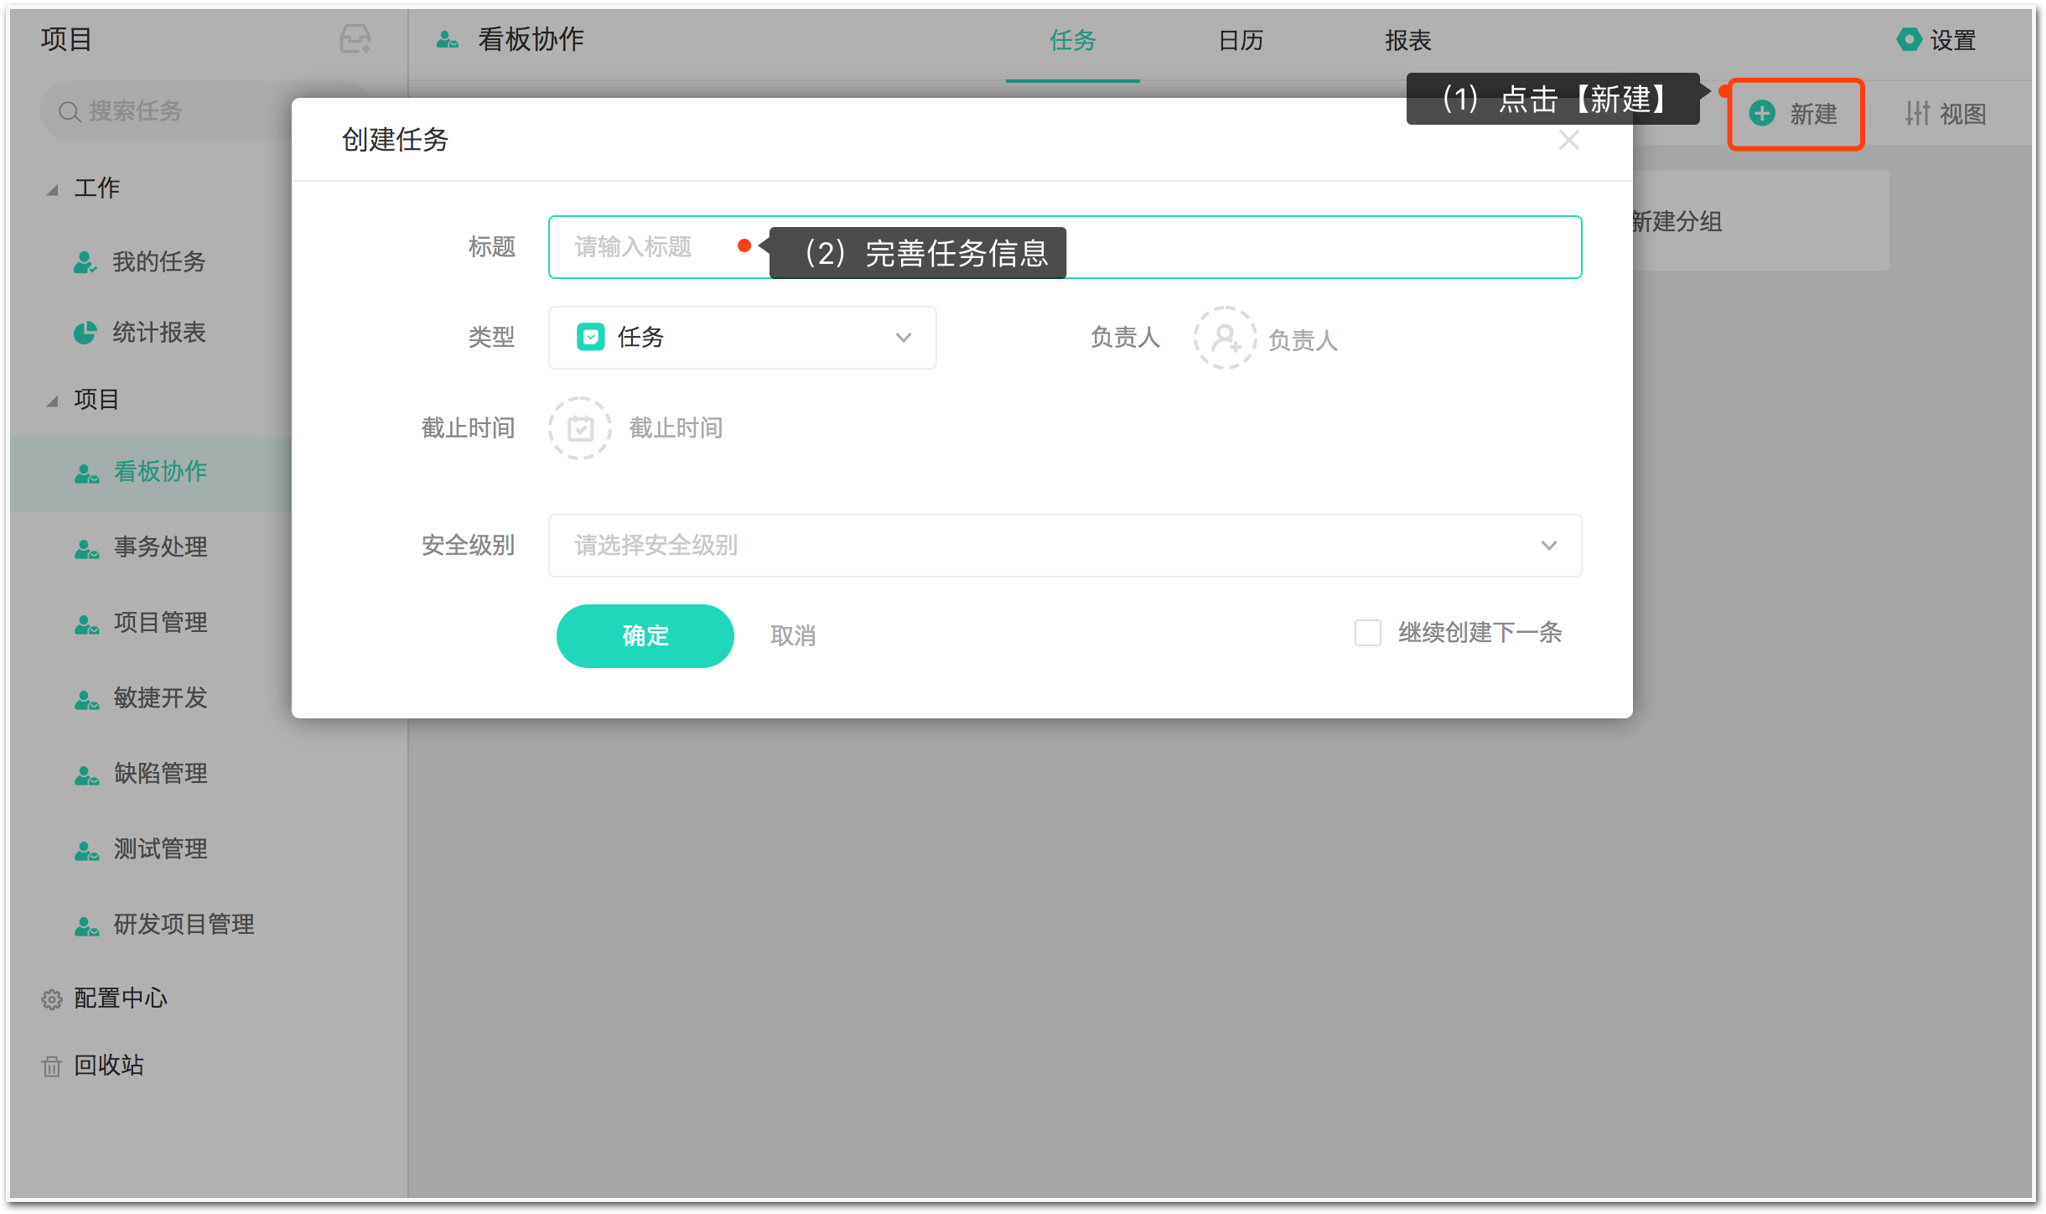 项目
看板协作
任务
日历
报表
设置
搜索任务
(1) 点击【新建】
新建
视图
创建任务
工作
标题
请输入标题
(2) 完善任务信息
新建分组
我的任务
类型
任务
负责人
负责人
统计报表
项目
截止时间
截止时间
看板协作
事务处理
安全级别
请选择安全级别
项目管理
确定
取消
继续创建下一条
敏捷开发
缺陷管理
测试管理
研发项目管理
配置中心
回收站